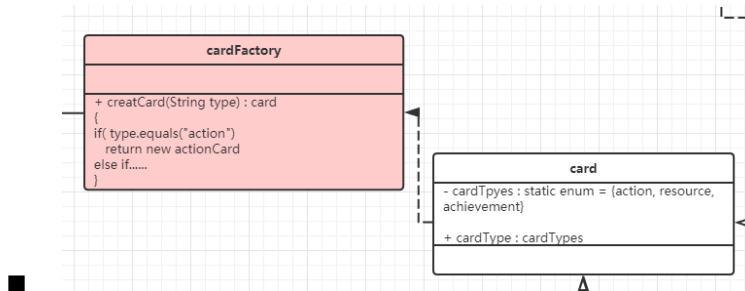 cardFactory
+ creatCard(String type) : card
{
if( type.equals("action")
return new actionCard
else if......
}
card
- cardTpyes : static enum = {action, resource,
achievement}
+ cardType : cardTypes